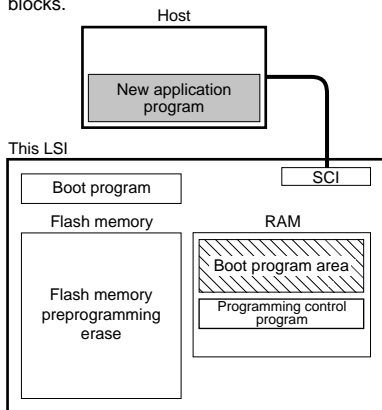 blocks.
Host
New application
program
This LSI
SCI
Boot program
Flash memory
RAM
Flash memory
preprogramming
erase
Boot program area
Programming control
program